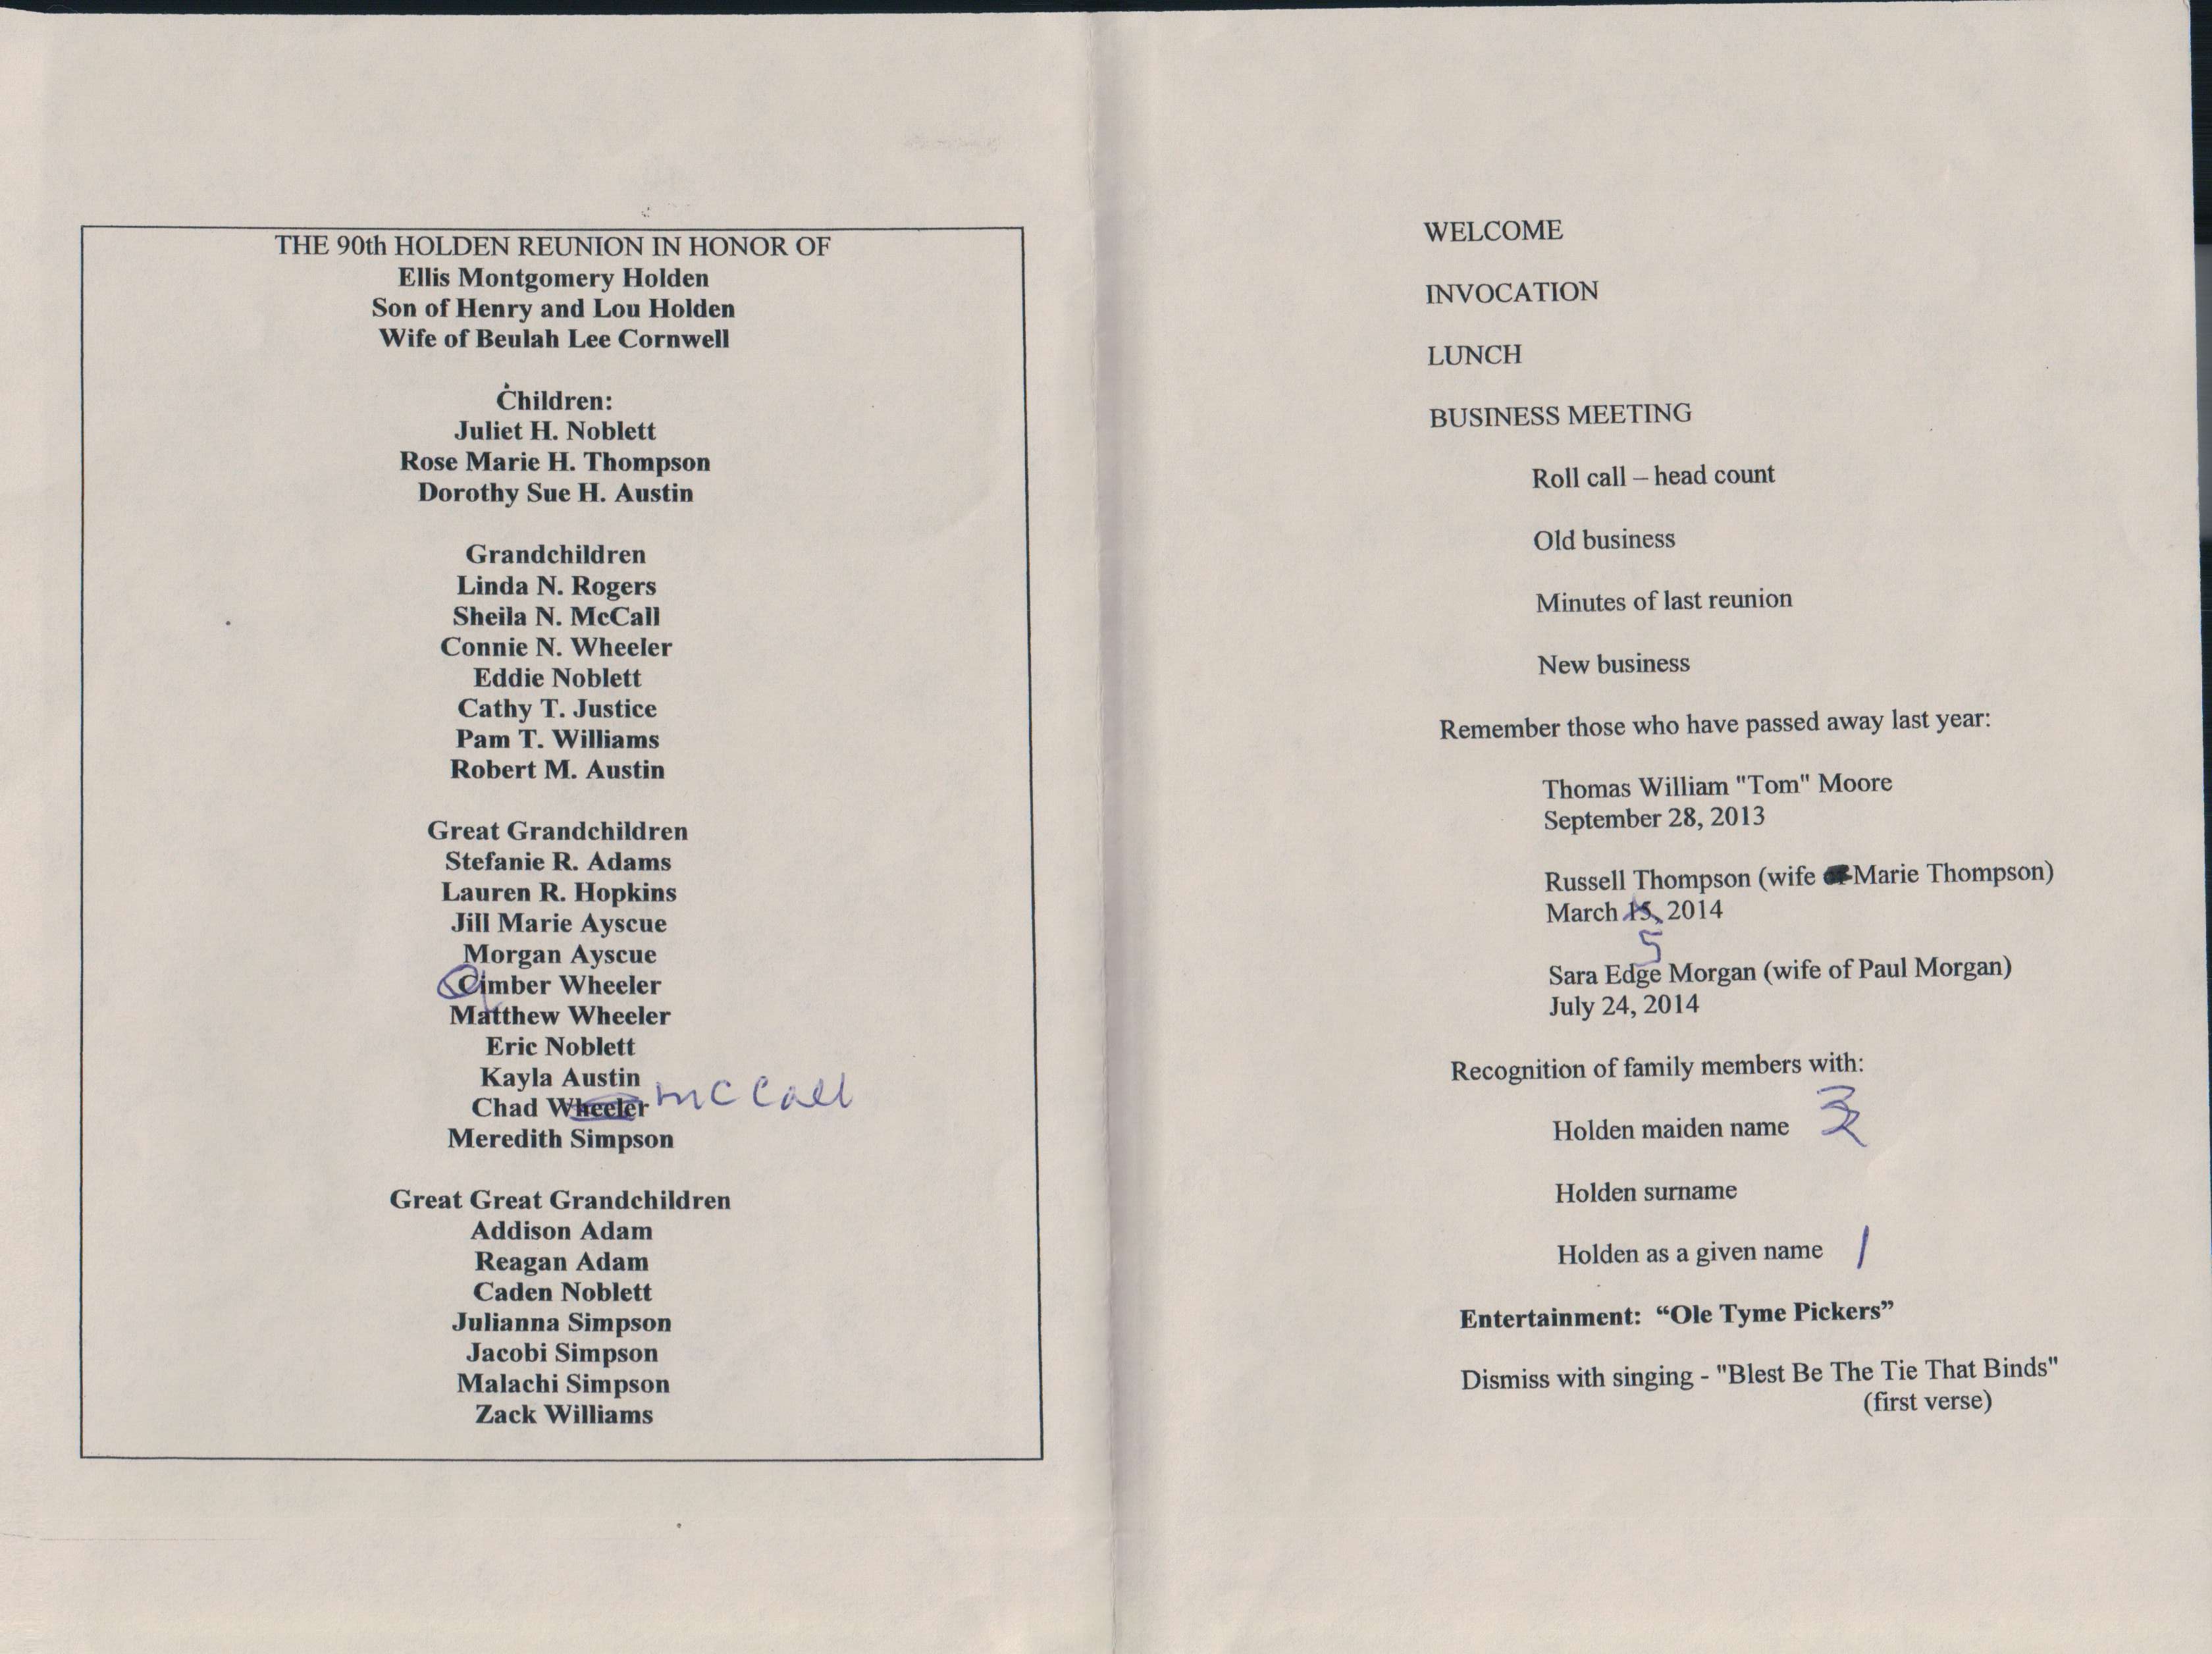 THE 90th HOLDEN REUNION IN HONOR OF
Ellis Montgomery Holden
Son of Henry and Lou Holden
Wife of Beulah Lee Cornwell
Children:
Juliet H. Noblett
Rose Marie H. Thompson
Dorothy Sue H. Austin
Grandchildren
Linda N. Rogers
Sheila N. McCall
Connie N. Wheeler
Eddie Noblett
Cathy T. Justice
Pam T. Williams
Robert M. Austin
Great Grandchildren
Stefanie R. Adams
Lauren R. Hopkins
Jill Marie Ayscue
Morgan Ayscue
Cimber Wheeler
Matthew Wheeler
Eric Noblett
Kayla Austin
Chad Wheeler McCall
Meredith Simpson
Great Great Grandchildren
Addison Adam
Reagan Adam
Caden Noblett
Julianna Simpson
Jacobi Simpson
Malachi Simpson
Zack Williams
WELCOME
INVOCATION
LUNCH
BUSINESS MEETING
Roll call – head count
Old business
Minutes of last reunion
New business
Remember those who have passed away last year:
Thomas William "Tom" Moore
September 28, 2013
Russell Thompson (wife of Marie Thompson)
March 15, 2014
5
Sara Edge Morgan (wife of Paul Morgan)
July 24, 2014
Recognition of family members with:
Holden maiden name
Holden surname
Holden as a given name 1
Entertainment: “Ole Tyme Pickers”
Dismiss with singing - "Blest Be The Tie That Binds"
(first verse)